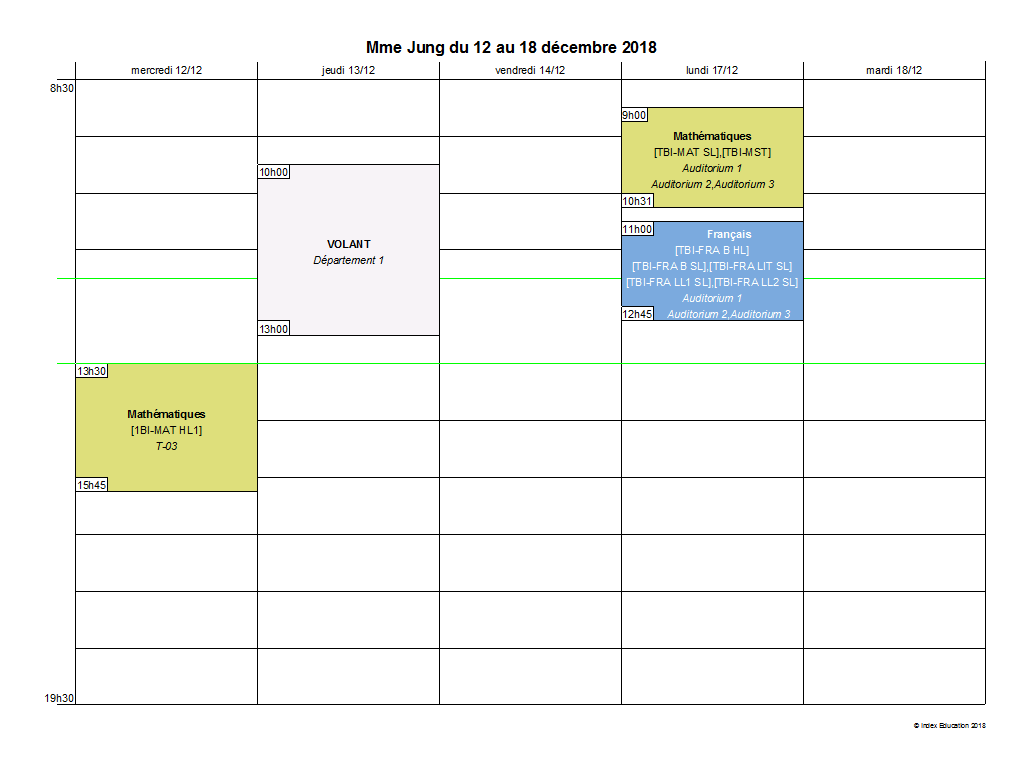 Mme Jung du 12 au 18 décembre 2018
mercredi 12/12
jeudi 13/12
vendredi 14/12
lundi 17/12
mardi 18/12
8h30
9h00
Mathématiques
[TBI-MAT SL],[TBI-MST]
Auditorium 1
Auditorium 2,Auditorium 3
10h31
10h00
VOLANT
Département 1
13h00
11h00
Français
[TBI-FRA B HL]
[TBI-FRA B SL],[TBI-FRA LIT SL]
[TBI-FRA LL1 SL],[TBI-FRA LL2 SL]
Auditorium 1
12h45
Auditorium 2,Auditorium 3
13h30
Mathématiques
[1BI-MAT HL1]
T-03
15h45
19h30
© Index Education 2018